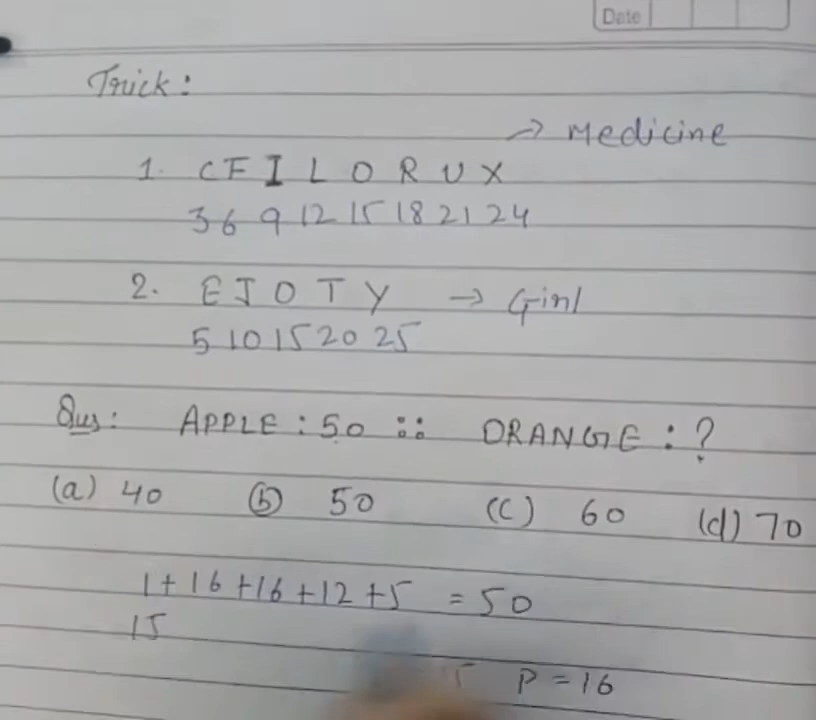 Date
Trick:
→ Medicine
1. C F I L O R U X
3 6 9 12 15 18 21 24
2. E J O T Y → Girl
5 10 15 20 25
Qus: APPLE : 50 :: ORANGE : ?
(a) 40 (b) 50 (c) 60 (d) 70
1 + 16 + 16 + 12 + 5 = 50
15
P = 16